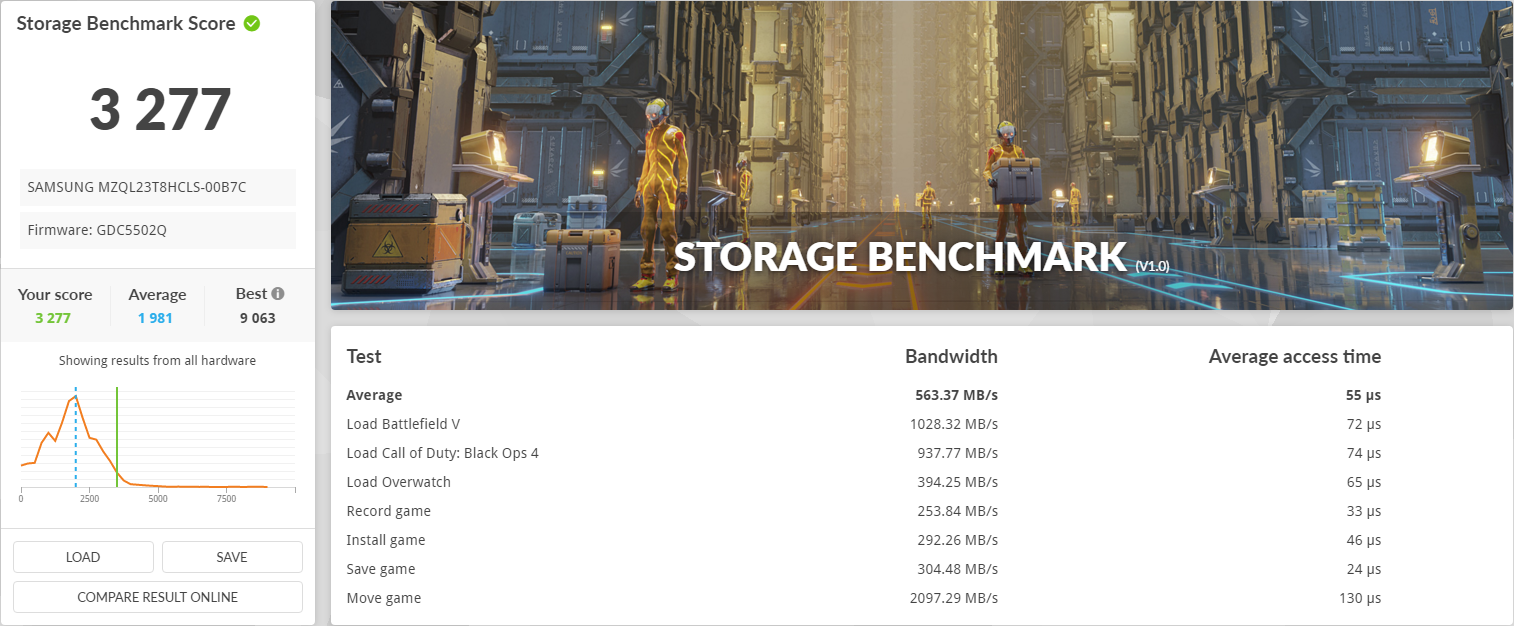 Storage Benchmark Score
3 277
SAMSUNG MZQL23T8HCLS-00B7C
Firmware: GDC5502Q
Your score Average Best
3 277 1 981 9 063
Showing results from all hardware
0 2500 5000 7500
LOAD SAVE
COMPARE RESULT ONLINE
STORAGE BENCHMARK (V1.0)
Test Bandwidth Average access time
Average 563.37 MB/s 55 µs
Load Battlefield V 1028.32 MB/s 72 µs
Load Call of Duty: Black Ops 4 937.77 MB/s 74 µs
Load Overwatch 394.25 MB/s 65 µs
Record game 253.84 MB/s 33 µs
Install game 292.26 MB/s 46 µs
Save game 304.48 MB/s 24 µs
Move game 2097.29 MB/s 130 µs